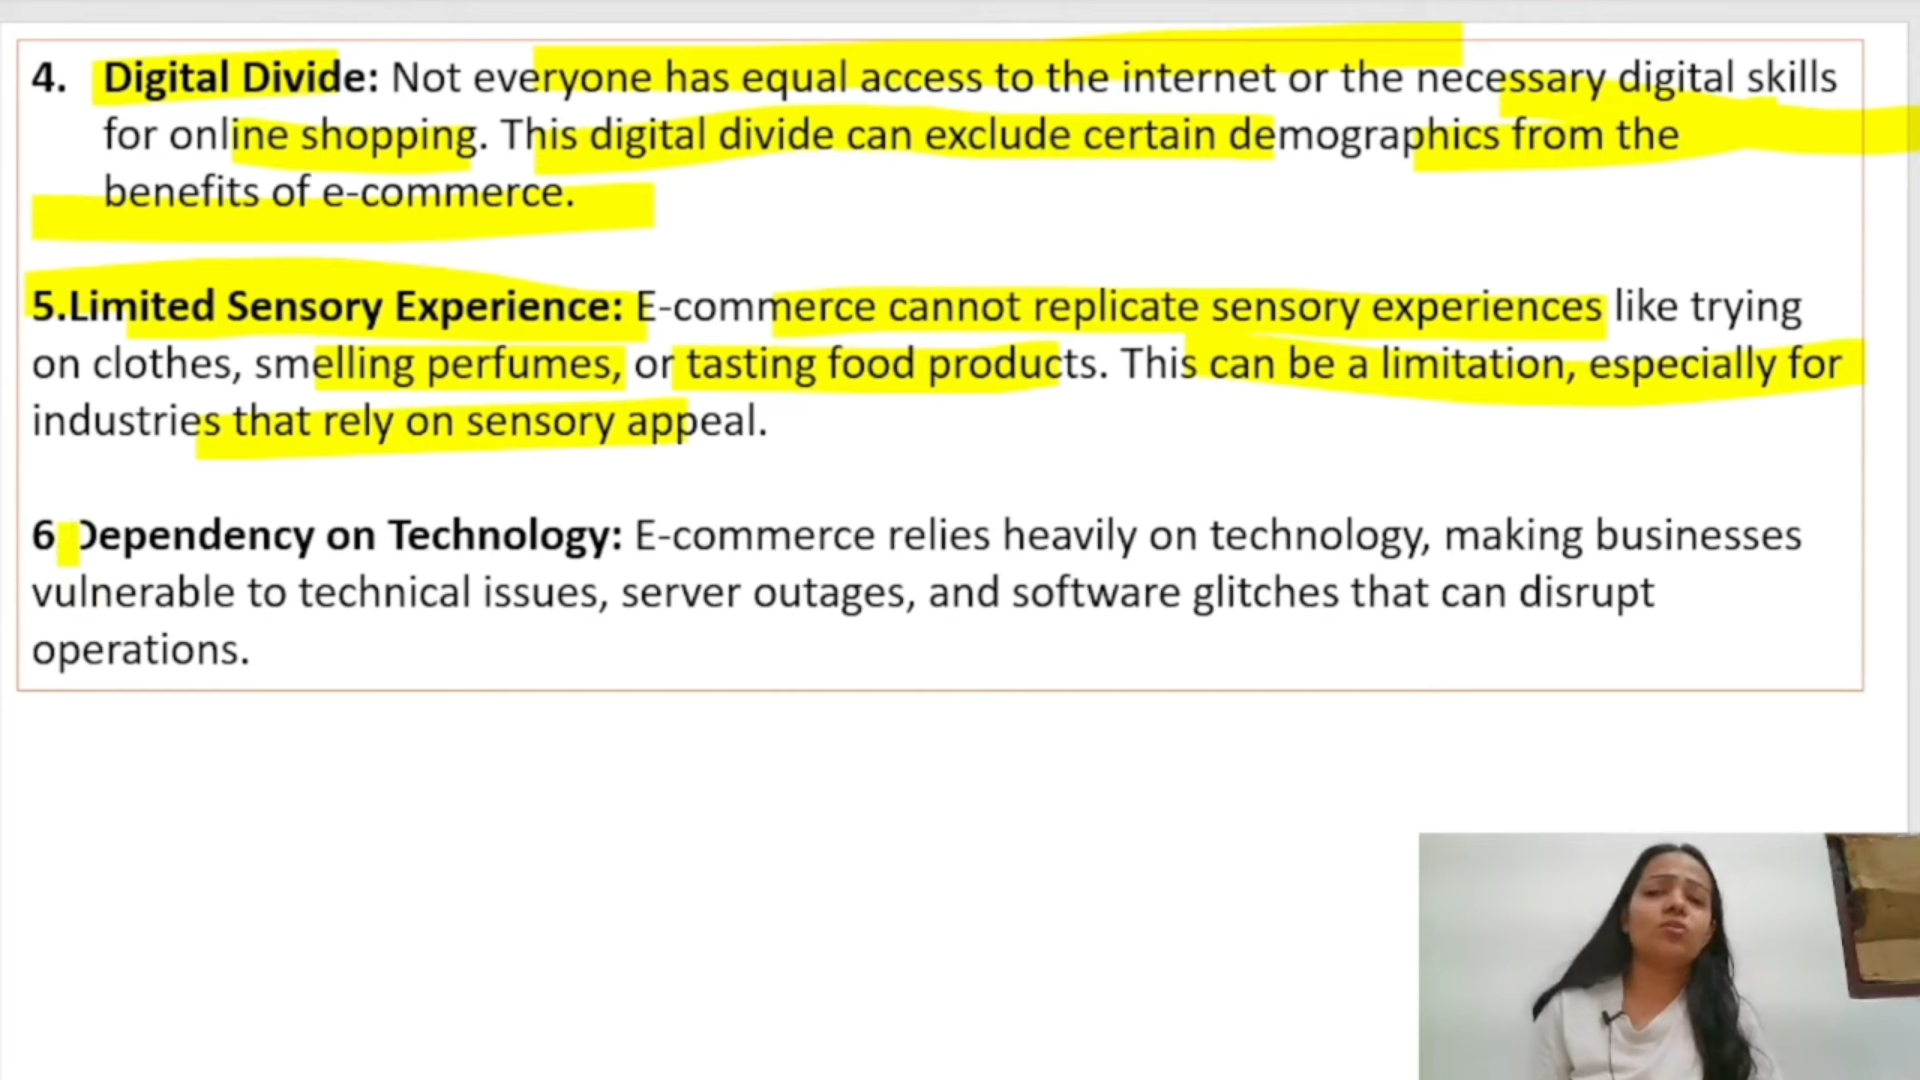 4. Digital Divide: Not everyone has equal access to the internet or the necessary digital skills
for online shopping. This digital divide can exclude certain demographics from the
benefits of e-commerce.
5.Limited Sensory Experience: E-commerce cannot replicate sensory experiences like trying
on clothes, smelling perfumes, or tasting food products. This can be a limitation, especially for
industries that rely on sensory appeal.
6 Dependency on Technology: E-commerce relies heavily on technology, making businesses
vulnerable to technical issues, server outages, and software glitches that can disrupt
operations.